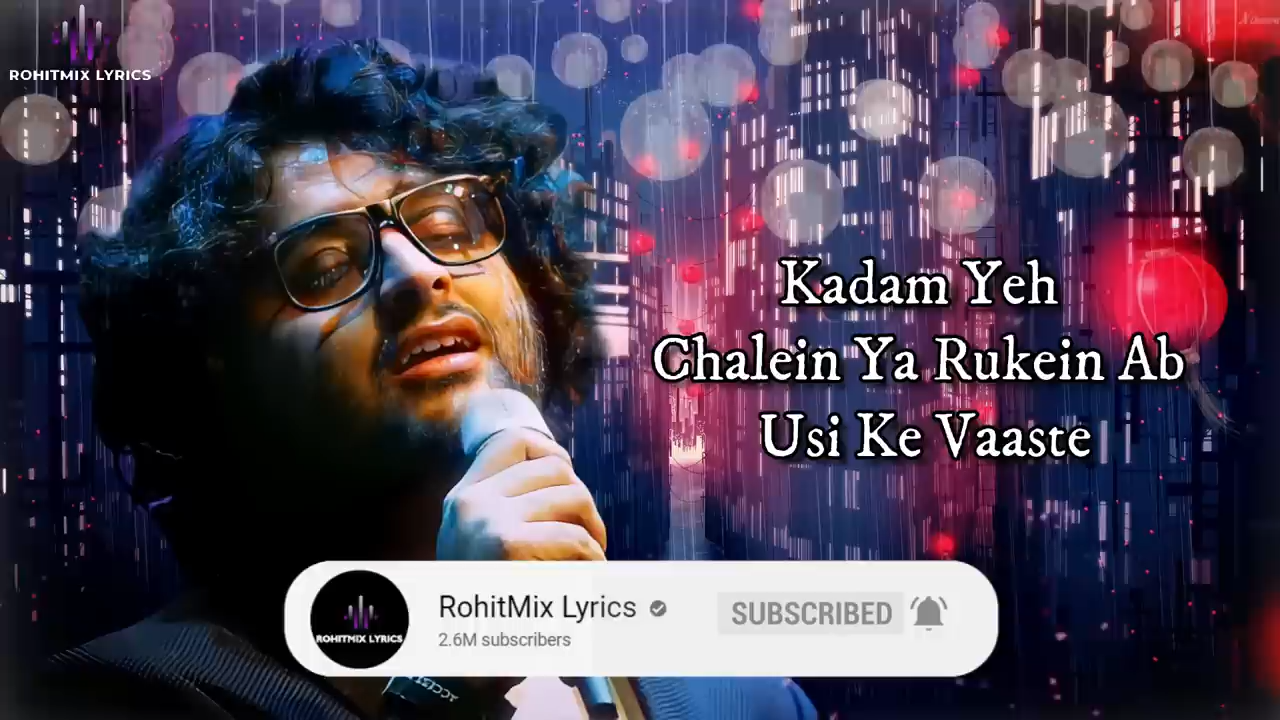 ROHITMIX LYRICS
Kadam Yeh
Chalein Ya Rukein Ab
Usi Ke Vaaste
ROHITMIX LYRICS
RohitMix Lyrics
2.6M subscribers
SUBSCRIBED